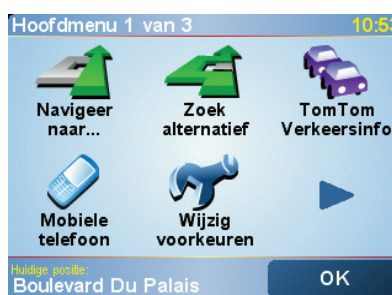 Hoofdmenu 1 van 3 10:53
Navigeer
naar...
Zoek
alternatief
TomTom
Verkeersinfo
Mobiele
telefoon
Wijzig
voorkeuren
Huidige positie:
Boulevard Du Palais
OK